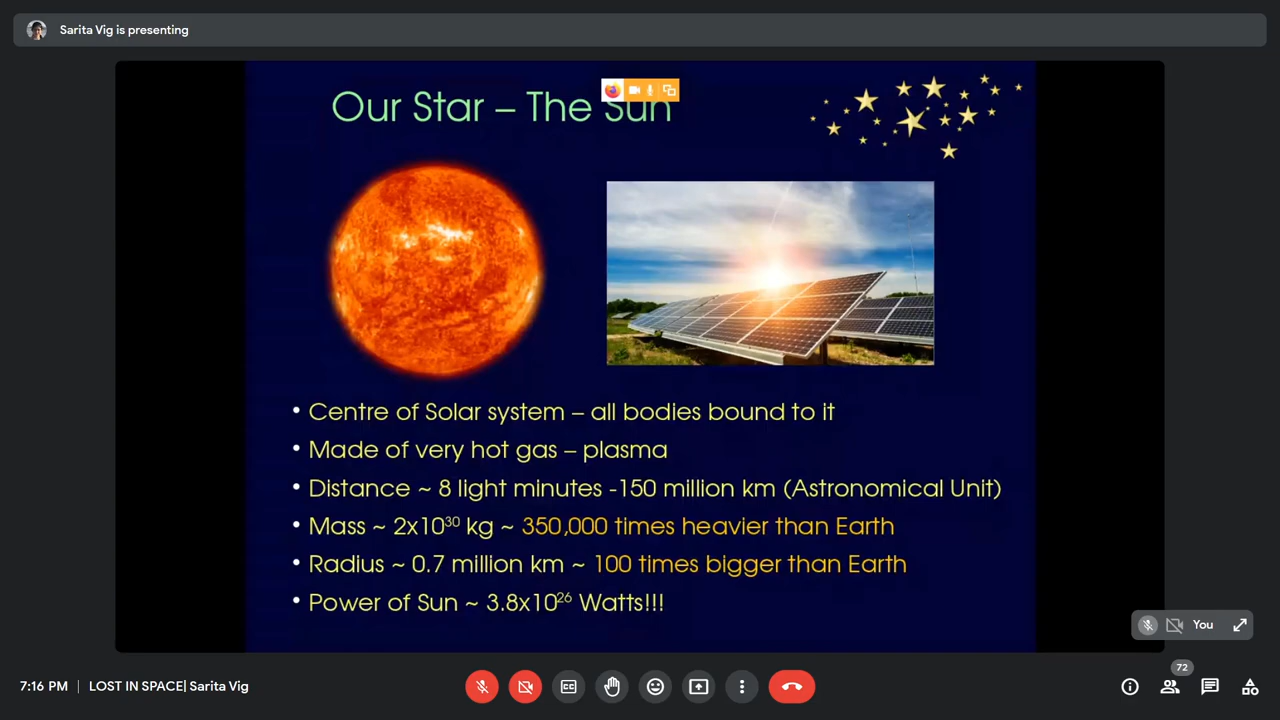 Sarita Vig is presenting
Our Star – The Sun
• Centre of Solar system – all bodies bound to it
• Made of very hot gas – plasma
• Distance ~ 8 light minutes -150 million km (Astronomical Unit)
• Mass ~ 2x10³⁰ kg ~ 350,000 times heavier than Earth
• Radius ~ 0.7 million km ~ 100 times bigger than Earth
• Power of Sun ~ 3.8x10²⁶ Watts!!!
You
72
7:16 PM | LOST IN SPACE| Sarita Vig